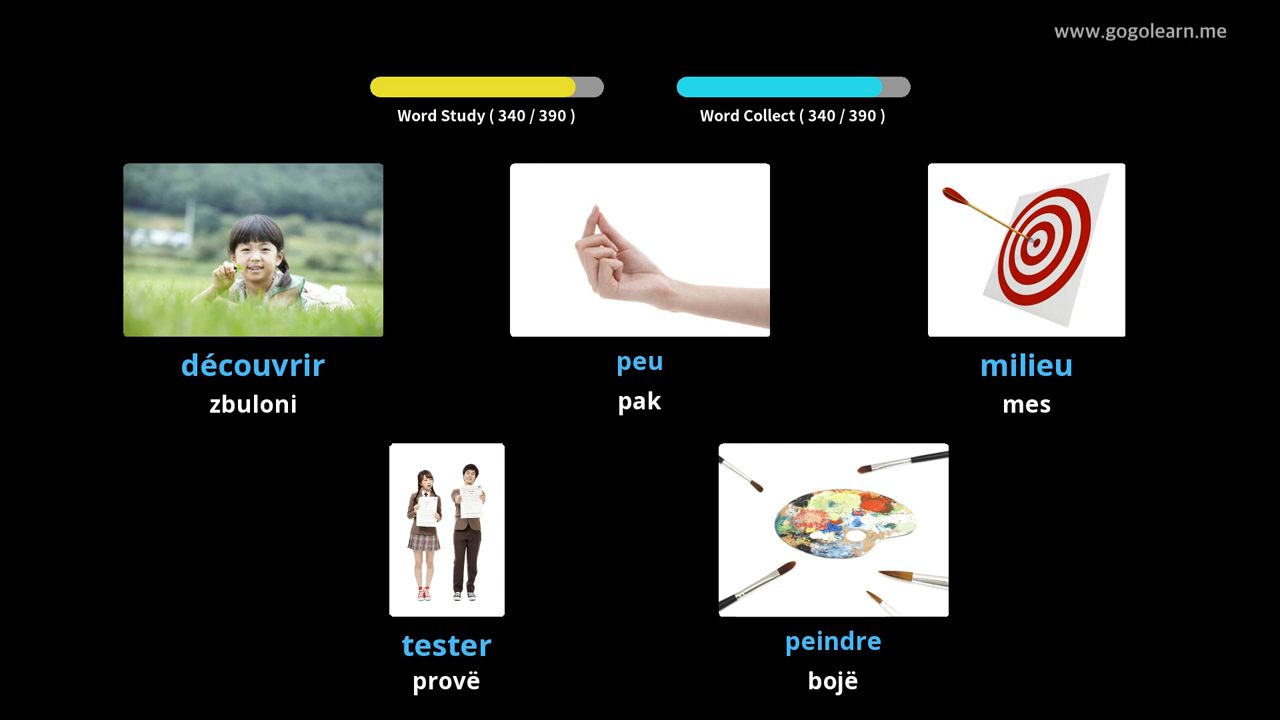 www.gogolearn.me
Word Study ( 340 / 390 )
Word Collect ( 340 / 390 )
découvrir
zbuloni
peu
pak
milieu
mes
tester
provë
peindre
bojë